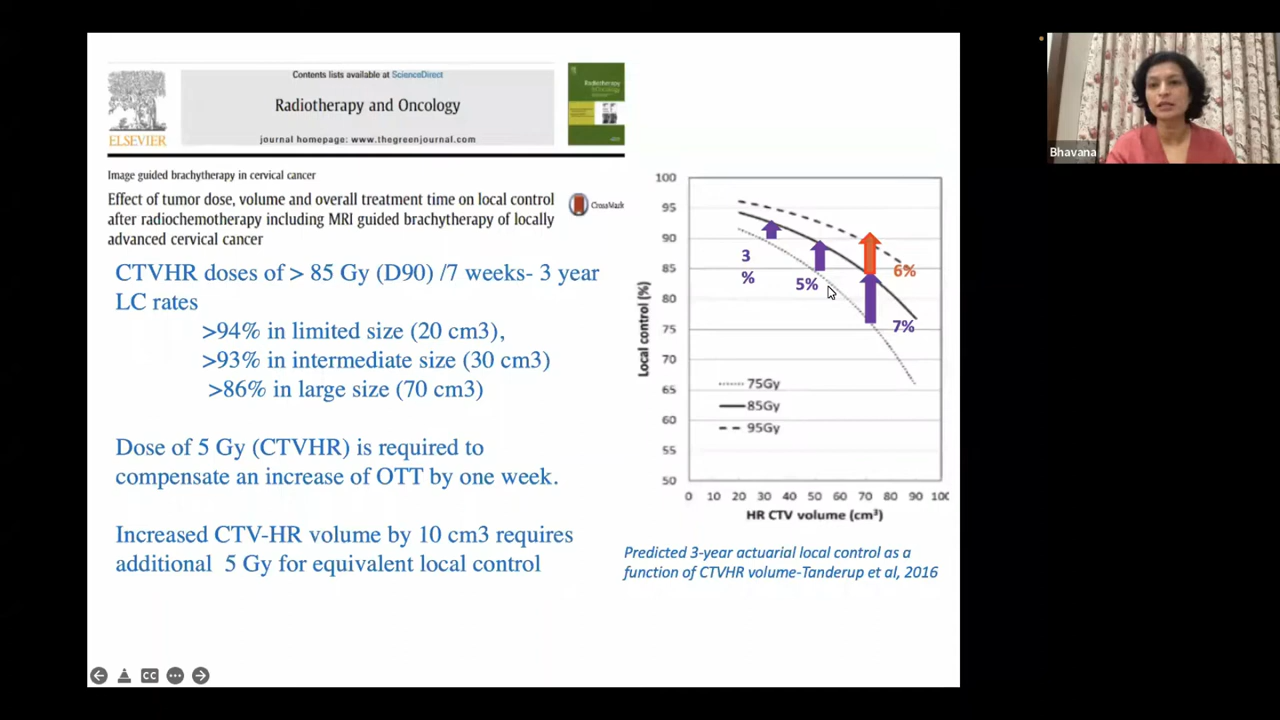 Contents lists available at ScienceDirect
Radiotherapy and Oncology
journal homepage: www.thegreenjournal.com
ELSEVIER
Radiotherapy
Image guided brachytherapy in cervical cancer
Effect of tumor dose, volume and overall treatment time on local control
after radiochemotherapy including MRI guided brachytherapy of locally
advanced cervical cancer
CrossMark
CTVHR doses of > 85 Gy (D90) /7 weeks- 3 year
LC rates
>94% in limited size (20 cm3),
>93% in intermediate size (30 cm3)
>86% in large size (70 cm3)
Dose of 5 Gy (CTVHR) is required to
compensate an increase of OTT by one week.
Increased CTV-HR volume by 10 cm3 requires
additional 5 Gy for equivalent local control
Local control (%)
100
95
90
85
80
75
70
65
60
55
50
3
%
5%
6%
7%
75Gy
85Gy
95Gy
0 10 20 30 40 50 60 70 80 90 100
HR CTV volume (cm³)
Predicted 3-year actuarial local control as a
function of CTVHR volume-Tanderup et al, 2016
CC
Bhavana